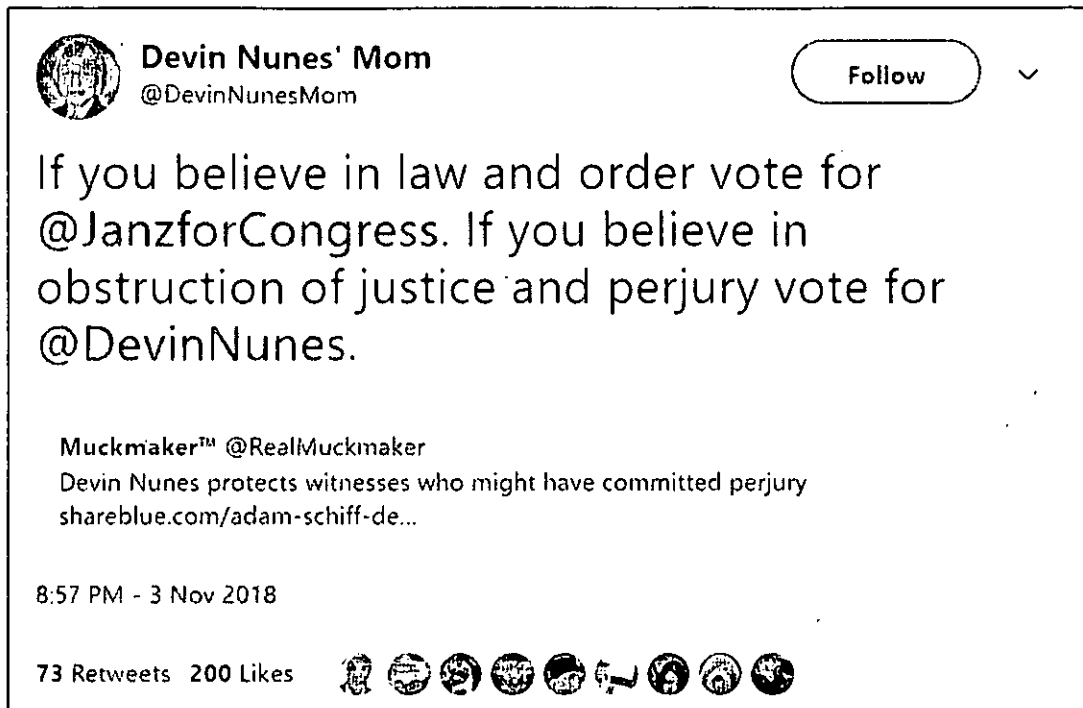 Devin Nunes' Mom
@DevinNunesMom
Follow
If you believe in law and order vote for
@JanzforCongress. If you believe in
obstruction of justice and perjury vote for
@DevinNunes.
Muckmaker™ @RealMuckmaker
Devin Nunes protects witnesses who might have committed perjury
shareblue.com/adam-schiff-de...
8:57 PM - 3 Nov 2018
73 Retweets 200 Likes